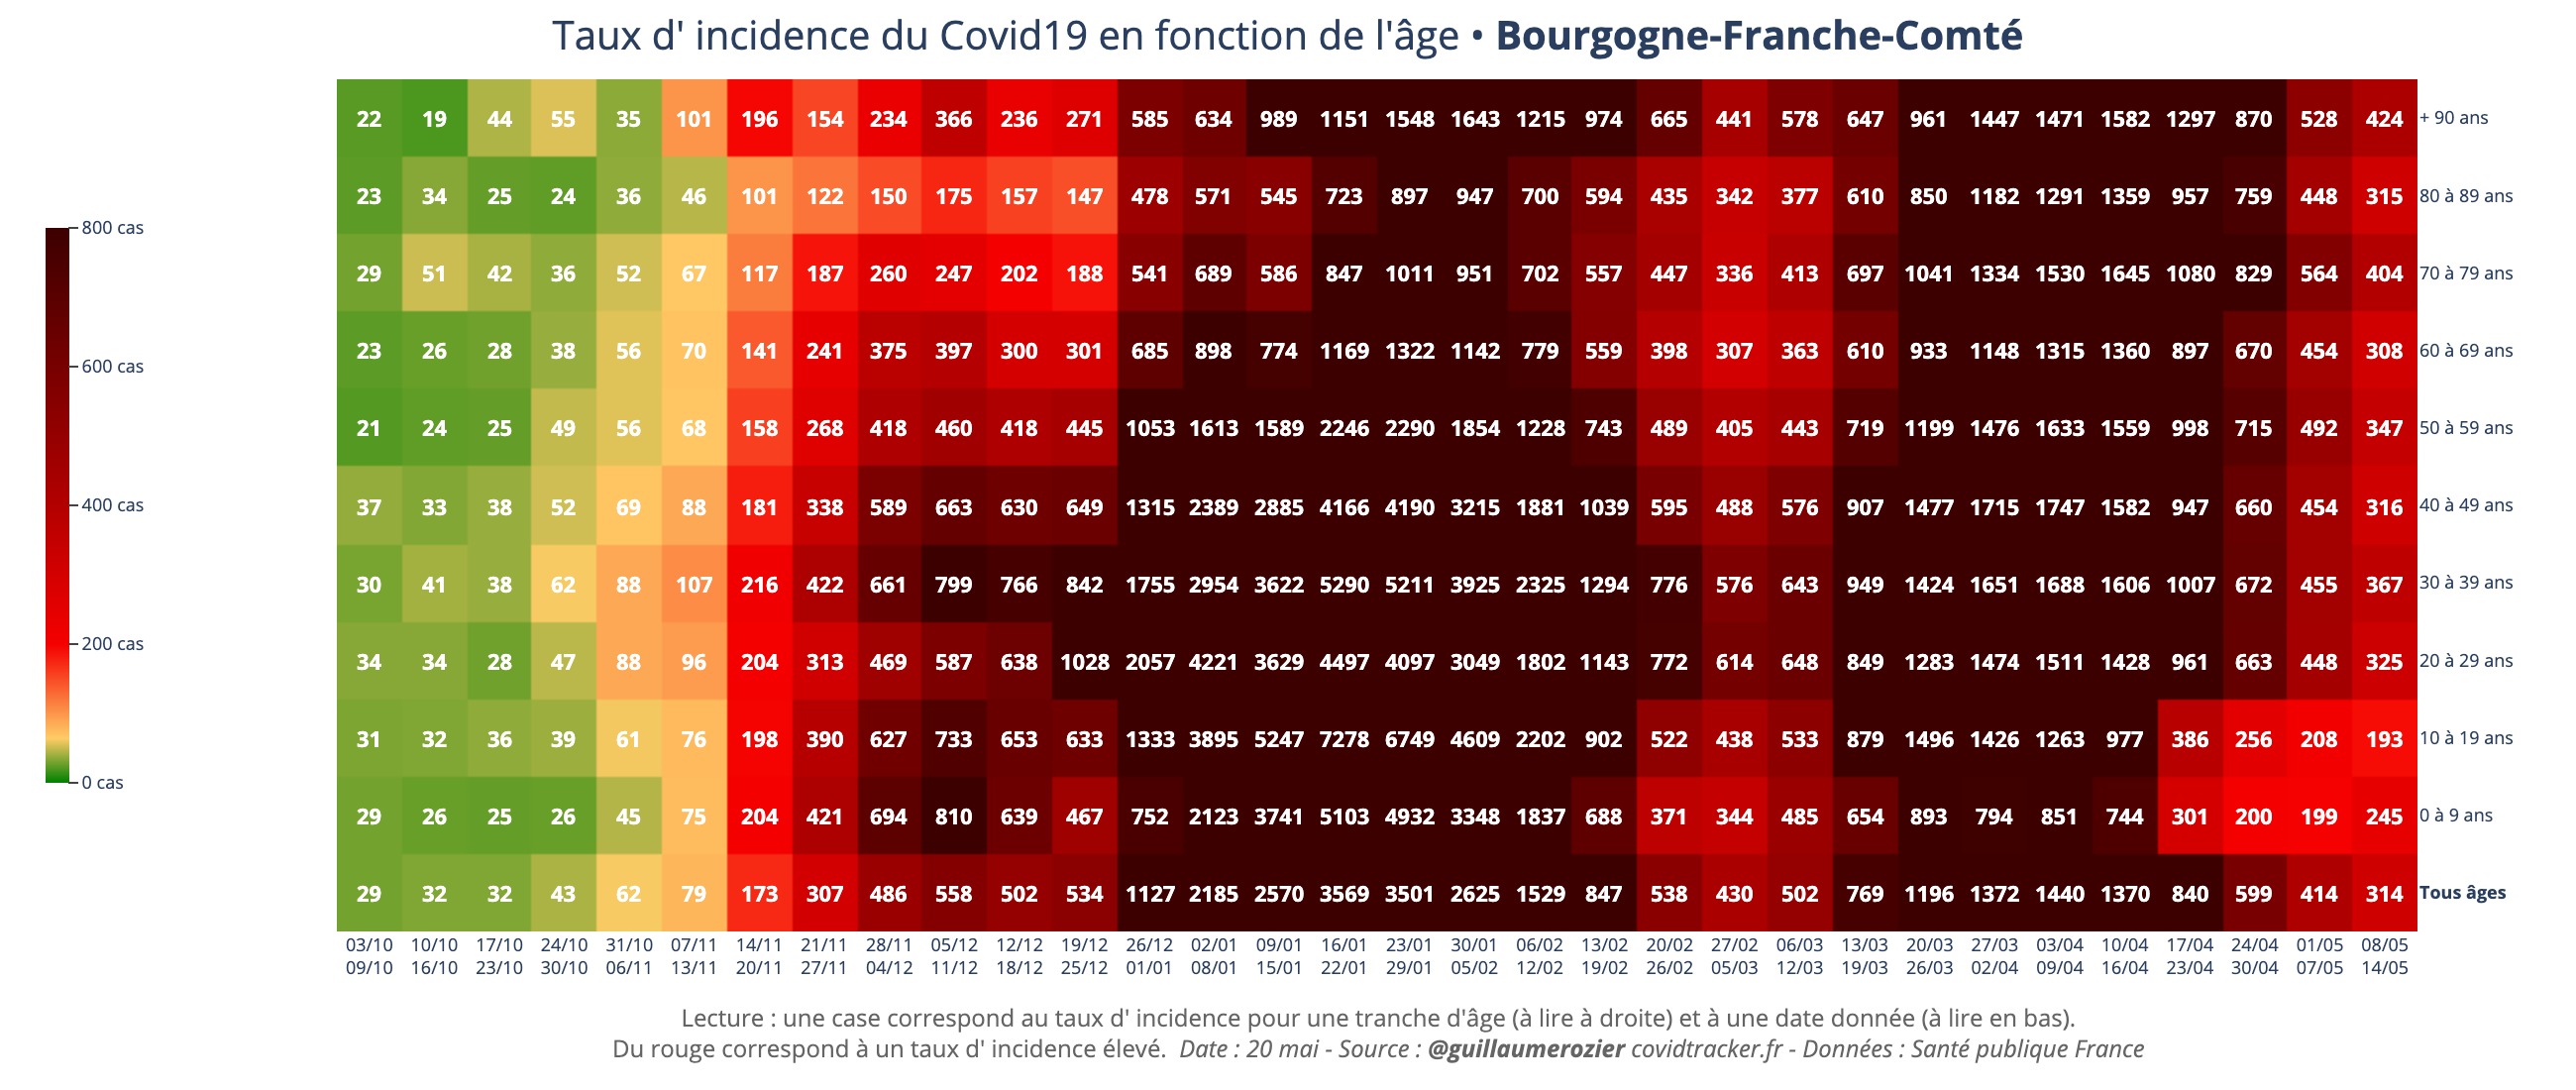 Taux d' incidence du Covid19 en fonction de l'âge • Bourgogne-Franche-Comté
800 cas
600 cas
400 cas
200 cas
0 cas
22 19 44 55 35 101 196 154 234 366 236 271 585 634 989 1151 1548 1643 1215 974 665 441 578 647 961 1447 1471 1582 1297 870 528 424 + 90 ans
23 34 25 24 36 46 101 122 150 175 157 147 478 571 545 723 897 947 700 594 435 342 377 610 850 1182 1291 1359 957 759 448 315 80 à 89 ans
29 51 42 36 52 67 117 187 260 247 202 188 541 689 586 847 1011 951 702 557 447 336 413 697 1041 1334 1530 1645 1080 829 564 404 70 à 79 ans
23 26 28 38 56 70 141 241 375 397 300 301 685 898 774 1169 1322 1142 779 559 398 307 363 610 933 1148 1315 1360 897 670 454 308 60 à 69 ans
21 24 25 49 56 68 158 268 418 460 418 445 1053 1613 1589 2246 2290 1854 1228 743 489 405 443 719 1199 1476 1633 1559 998 715 492 347 50 à 59 ans
37 33 38 52 69 88 181 338 589 663 630 649 1315 2389 2885 4166 4190 3215 1881 1039 595 488 576 907 1477 1715 1747 1582 947 660 454 316 40 à 49 ans
30 41 38 62 88 107 216 422 661 799 766 842 1755 2954 3622 5290 5211 3925 2325 1294 776 576 643 949 1424 1651 1688 1606 1007 672 455 367 30 à 39 ans
34 34 28 47 88 96 204 313 469 587 638 1028 2057 4221 3629 4497 4097 3049 1802 1143 772 614 648 849 1283 1474 1511 1428 961 663 448 325 20 à 29 ans
31 32 36 39 61 76 198 390 627 733 653 633 1333 3895 5247 7278 6749 4609 2202 902 522 438 533 879 1496 1426 1263 977 386 256 208 193 10 à 19 ans
29 26 25 26 45 75 204 421 694 810 639 467 752 2123 3741 5103 4932 3348 1837 688 371 344 485 654 893 794 851 744 301 200 199 245 0 à 9 ans
29 32 32 43 62 79 173 307 486 558 502 534 1127 2185 2570 3569 3501 2625 1529 847 538 430 502 769 1196 1372 1440 1370 840 599 414 314 Tous âges
03/10 10/10 17/10 24/10 31/10 07/11 14/11 21/11 28/11 05/12 12/12 19/12 26/12 02/01 09/01 16/01 23/01 30/01 06/02 13/02 20/02 27/02 06/03 13/03 20/03 27/03 03/04 10/04 17/04 24/04 01/05 08/05
09/10 16/10 23/10 30/10 06/11 13/11 20/11 27/11 04/12 11/12 18/12 25/12 01/01 08/01 15/01 22/01 29/01 05/02 12/02 19/02 26/02 05/03 12/03 19/03 26/03 02/04 09/04 16/04 23/04 30/04 07/05 14/05
Lecture : une case correspond au taux d' incidence pour une tranche d'âge (à lire à droite) et à une date donnée (à lire en bas).
Du rouge correspond à un taux d' incidence élevé. Date : 20 mai - Source : @guillaumerozier covidtracker.fr - Données : Santé publique France